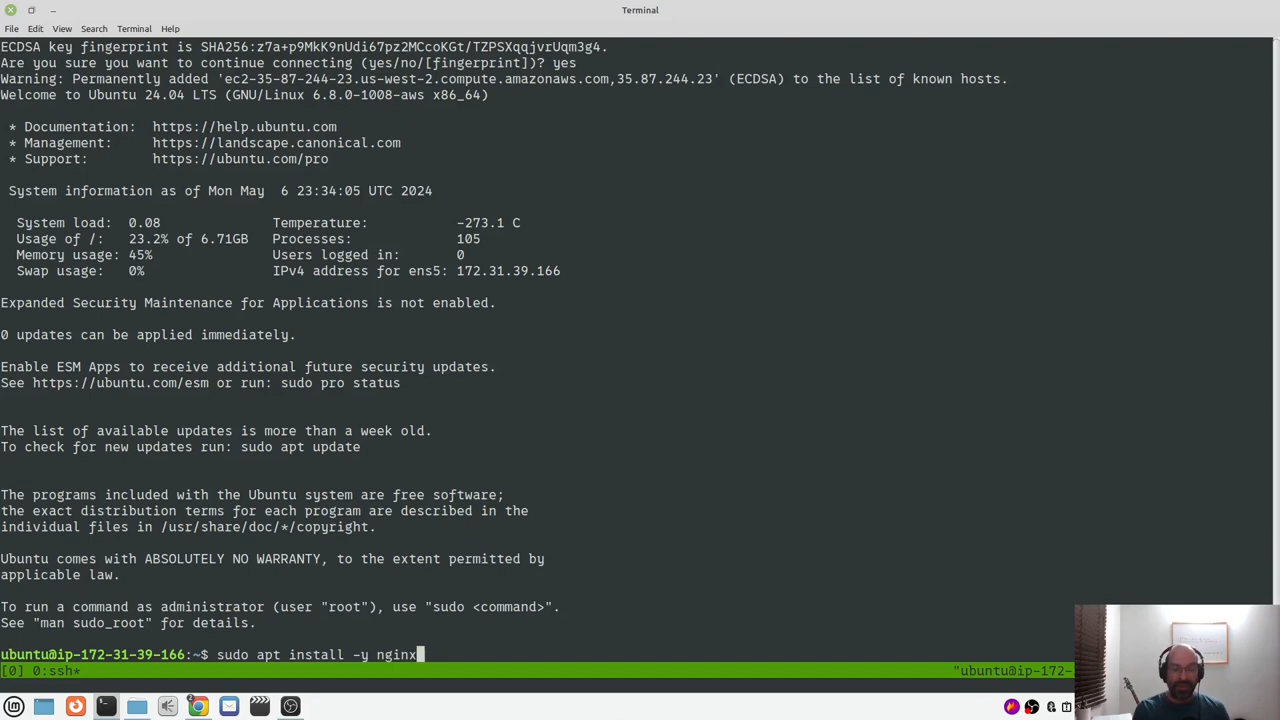 Terminal
File Edit View Search Terminal Help
ECDSA key fingerprint is SHA256:z7a+p9MkK9nUdi67pz2MCcoKGt/TZPSXqqjvrUqm3g4.
Are you sure you want to continue connecting (yes/no/[fingerprint])? yes
Warning: Permanently added 'ec2-35-87-244-23.us-west-2.compute.amazonaws.com,35.87.244.23' (ECDSA) to the list of known hosts.
Welcome to Ubuntu 24.04 LTS (GNU/Linux 6.8.0-1008-aws x86_64)
* Documentation: https://help.ubuntu.com
* Management: https://landscape.canonical.com
* Support: https://ubuntu.com/pro
System information as of Mon May 6 23:34:05 UTC 2024
System load: 0.08 Temperature: -273.1 C
Usage of /: 23.2% of 6.71GB Processes: 105
Memory usage: 45% Users logged in: 0
Swap usage: 0% IPv4 address for ens5: 172.31.39.166
Expanded Security Maintenance for Applications is not enabled.
0 updates can be applied immediately.
Enable ESM Apps to receive additional future security updates.
See https://ubuntu.com/esm or run: sudo pro status
The list of available updates is more than a week old.
To check for new updates run: sudo apt update
The programs included with the Ubuntu system are free software;
the exact distribution terms for each program are described in the
individual files in /usr/share/doc/*/copyright.
Ubuntu comes with ABSOLUTELY NO WARRANTY, to the extent permitted by
applicable law.
To run a command as administrator (user "root"), use "sudo <command>".
See "man sudo_root" for details.
ubuntu@ip-172-31-39-166:~$ sudo apt install -y nginx
[0] 0:ssh* "ubuntu@ip-172-
2